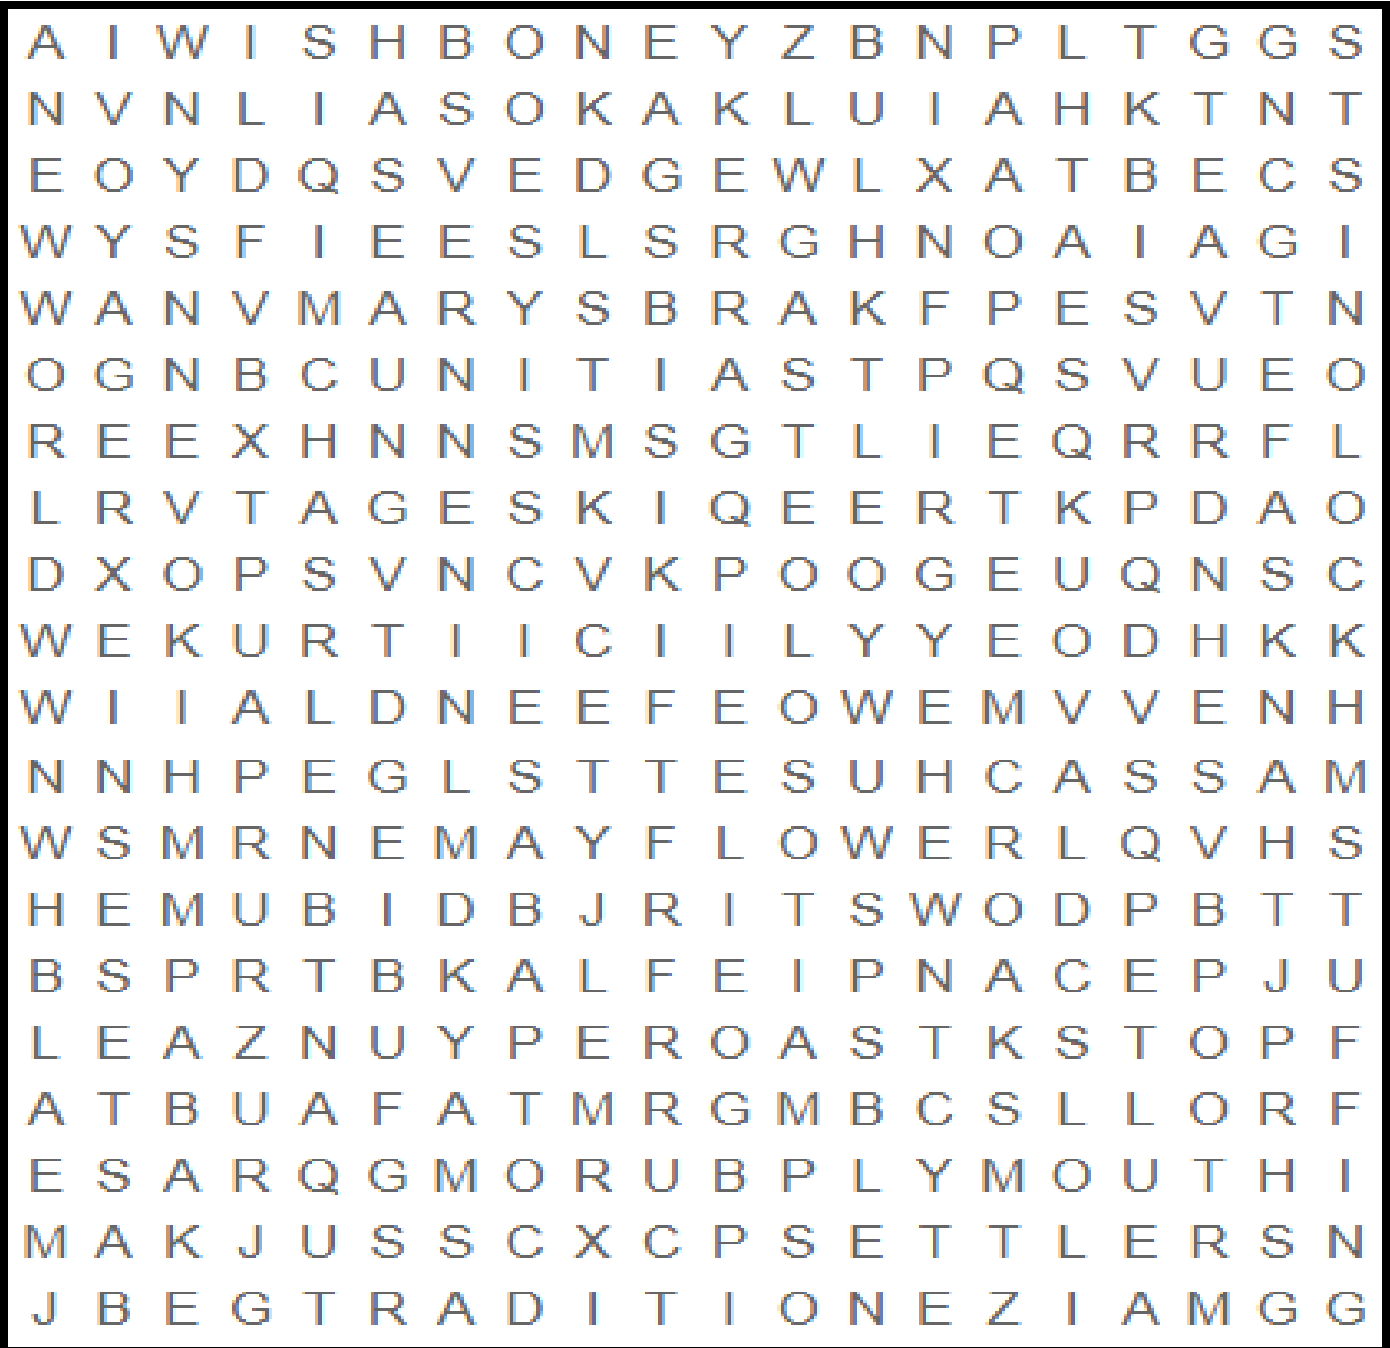 A I W I S H B O N E Y Z B N P L T G G S
N V N L I A S O K A K L U I A H K T N T
E O Y D Q S V E D G E W L X A T B E C S
W Y S F I E E S L S R G H N O A I A G I
W A N V M A R Y S B R A K F P E S V T N
O G N B C U N I T I A S T P Q S V U E O
R E E X H N N S M S G T L I E Q R R F L
L R V T A G E S K I Q E E R T K P D A O
D X O P S V N C V K P O O G E U Q N S C
W E K U R T I I C I I L Y Y E O D H K K
W I I A L D N E E F E O W E M V V E N H
N N H P E G L S T T E S U H C A S S A M
W S M R N E M A Y F L O W E R L Q V H S
H E M U B I D B J R I T S W O D P B T T
B S P R T B K A L F E I P N A C E P J U
L E A Z N U Y P E R O A S T K S T O P F
A T B U A F A T M R G M B C S L L O R F
E S A R Q G M O R U B P L Y M O U T H I
M A K J U S S C X C P S E T T L E R S N
J B E G T R A D I T I O N E Z I A M G G